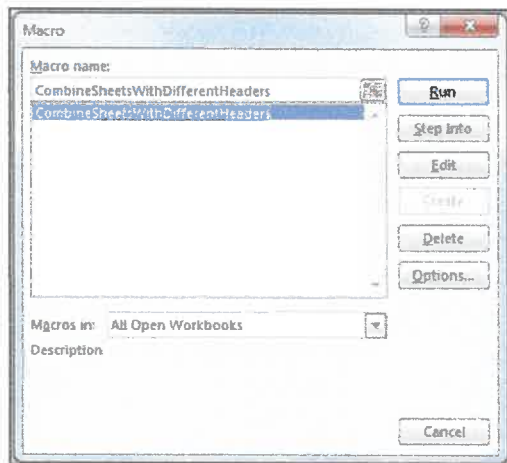 Macro
Macro name:
CombineSheetsWithDifferentHeaders
CombineSheetsWithDifferentHeaders
Run
Step Into
Edit
Create
Delete
Options...
Macros in: All Open Workbooks
Description
Cancel